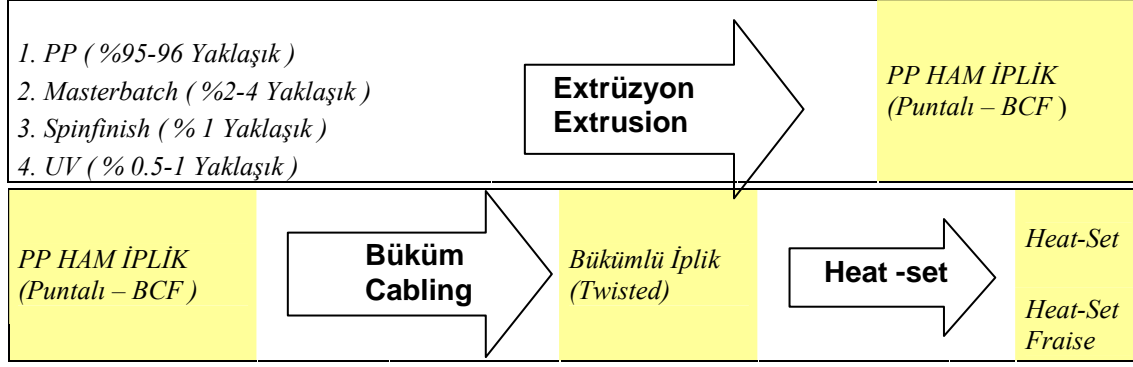 1. PP ( %95-96 Yaklaşık )
2. Masterbatch ( %2-4 Yaklaşık )
3. Spinfinish ( % 1 Yaklaşık )
4. UV ( % 0.5-1 Yaklaşık )
Extrüzyon
Extrusion
PP HAM İPLİK
(Puntalı – BCF )
PP HAM İPLİK
(Puntalı – BCF )
Büküm
Cabling
Bükümlü İplik
(Twisted)
Heat -set
Heat-Set
Heat-Set
Fraise